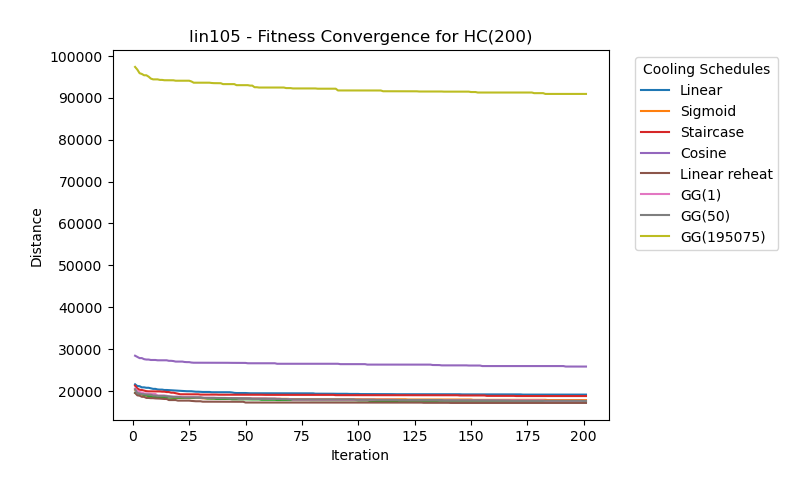 lin105 - Fitness Convergence for HC(200)
Distance
100000
90000
80000
70000
60000
50000
40000
30000
20000
0
25
50
75
100
125
150
175
200
Iteration
Cooling Schedules
Linear
Sigmoid
Staircase
Cosine
Linear reheat
GG(1)
GG(50)
GG(195075)